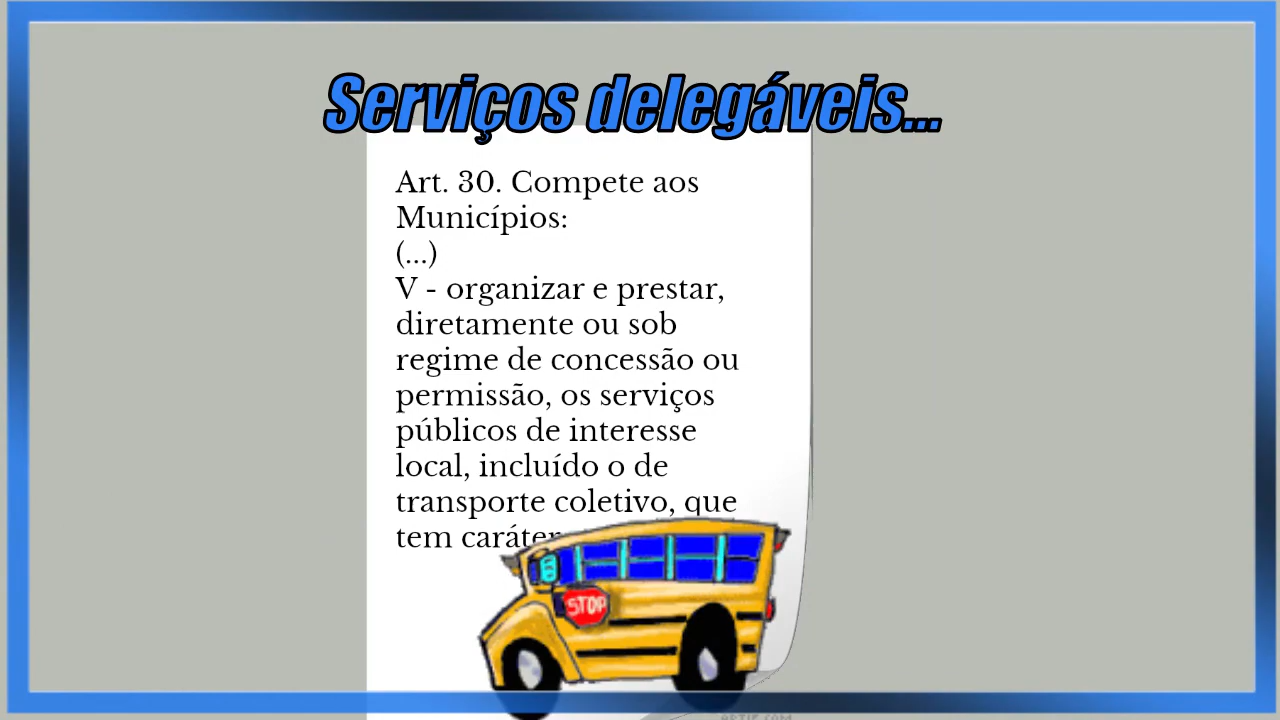 Serviços delegáveis...
Art. 30. Compete aos
Municípios:
(...)
V - organizar e prestar,
diretamente ou sob
regime de concessão ou
permissão, os serviços
públicos de interesse
local, incluído o de
transporte coletivo, que
tem caráter
STOP